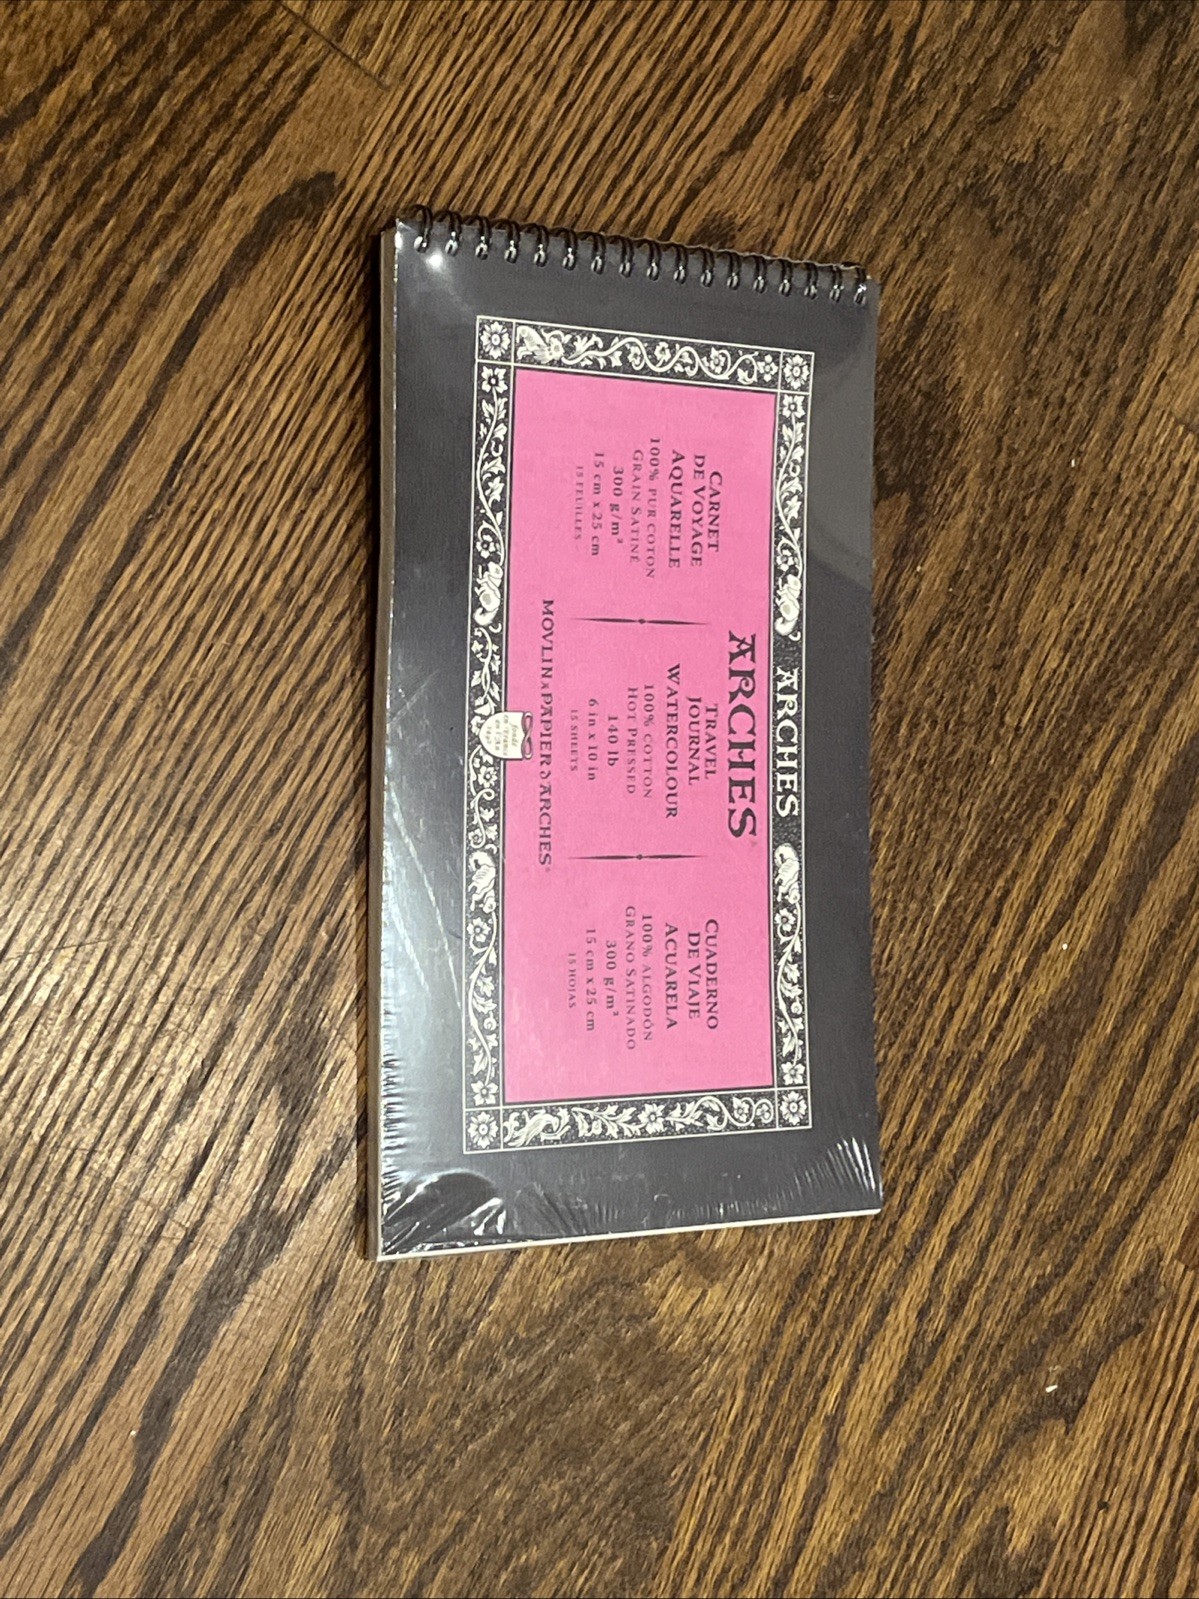 ARCHES
ARCHES®
CARNET
DE VOYAGE
AQUARELLE
100% PUR COTON
GRAIN SATINÉ
300 g/m²
15 cm x 25 cm
15 FEUILLES
TRAVEL
JOURNAL
WATERCOLOUR
100% COTTON
HOT PRESSED
140 lb
6 in x 10 in
15 SHEETS
CUADERNO
DE VIAJE
ACUARELA
100% ALGODÓN
GRANO SATINADO
300 g/m²
15 cm x 25 cm
15 HOJAS
MOVLIN À PAPIER D'ARCHES®